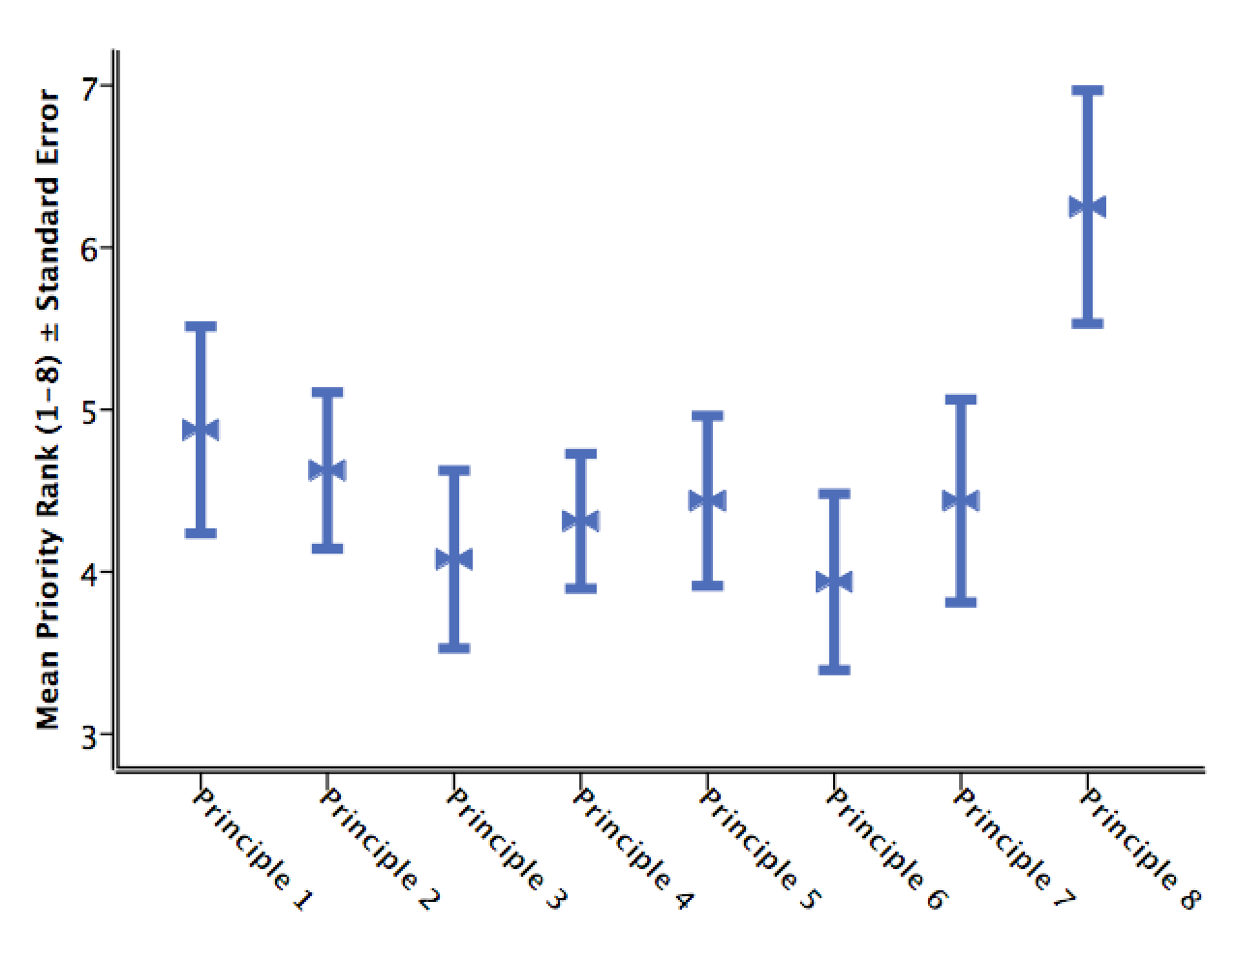 Mean Priority Rank (1–8) ± Standard Error
7
6
5
4
3
Principle 1
Principle 2
Principle 3
Principle 4
Principle 5
Principle 6
Principle 7
Principle 8